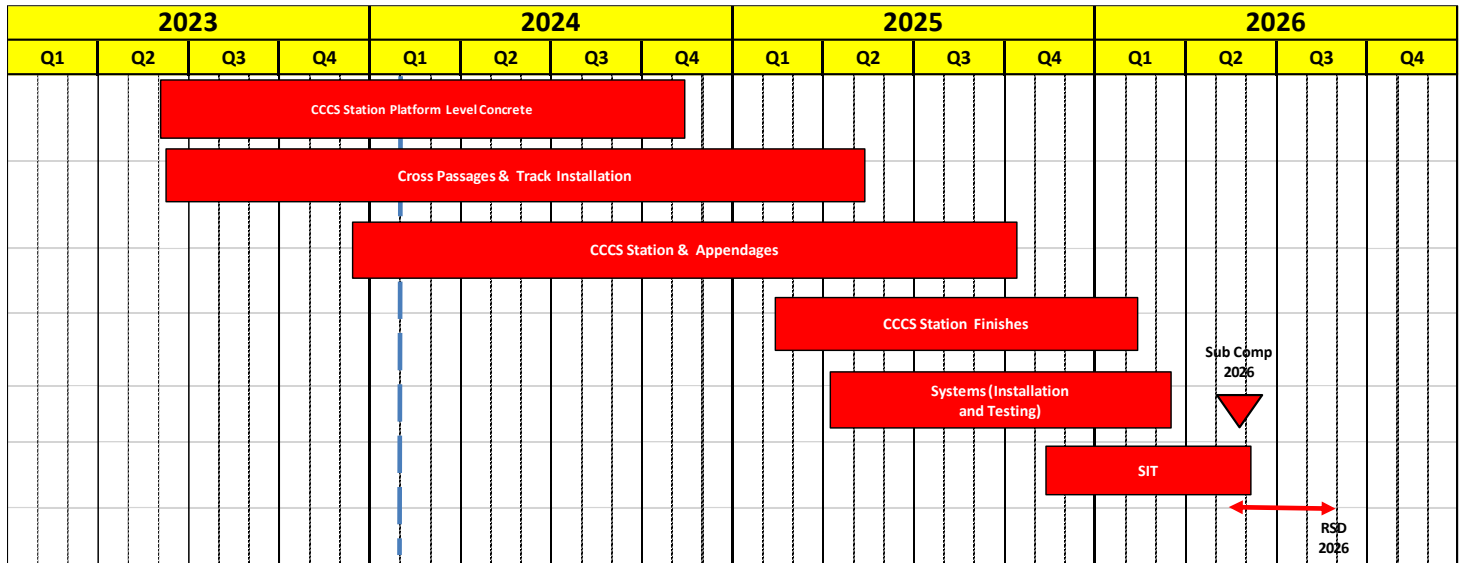 2023 2024 2025 2026
Q1 Q2 Q3 Q4 Q1 Q2 Q3 Q4 Q1 Q2 Q3 Q4 Q1 Q2 Q3 Q4
CCCS Station Platform Level Concrete
Cross Passages & Track Installation
CCCS Station & Appendages
CCCS Station Finishes
Sub Comp
2026
Systems (Installation
and Testing)
SIT
RSD
2026